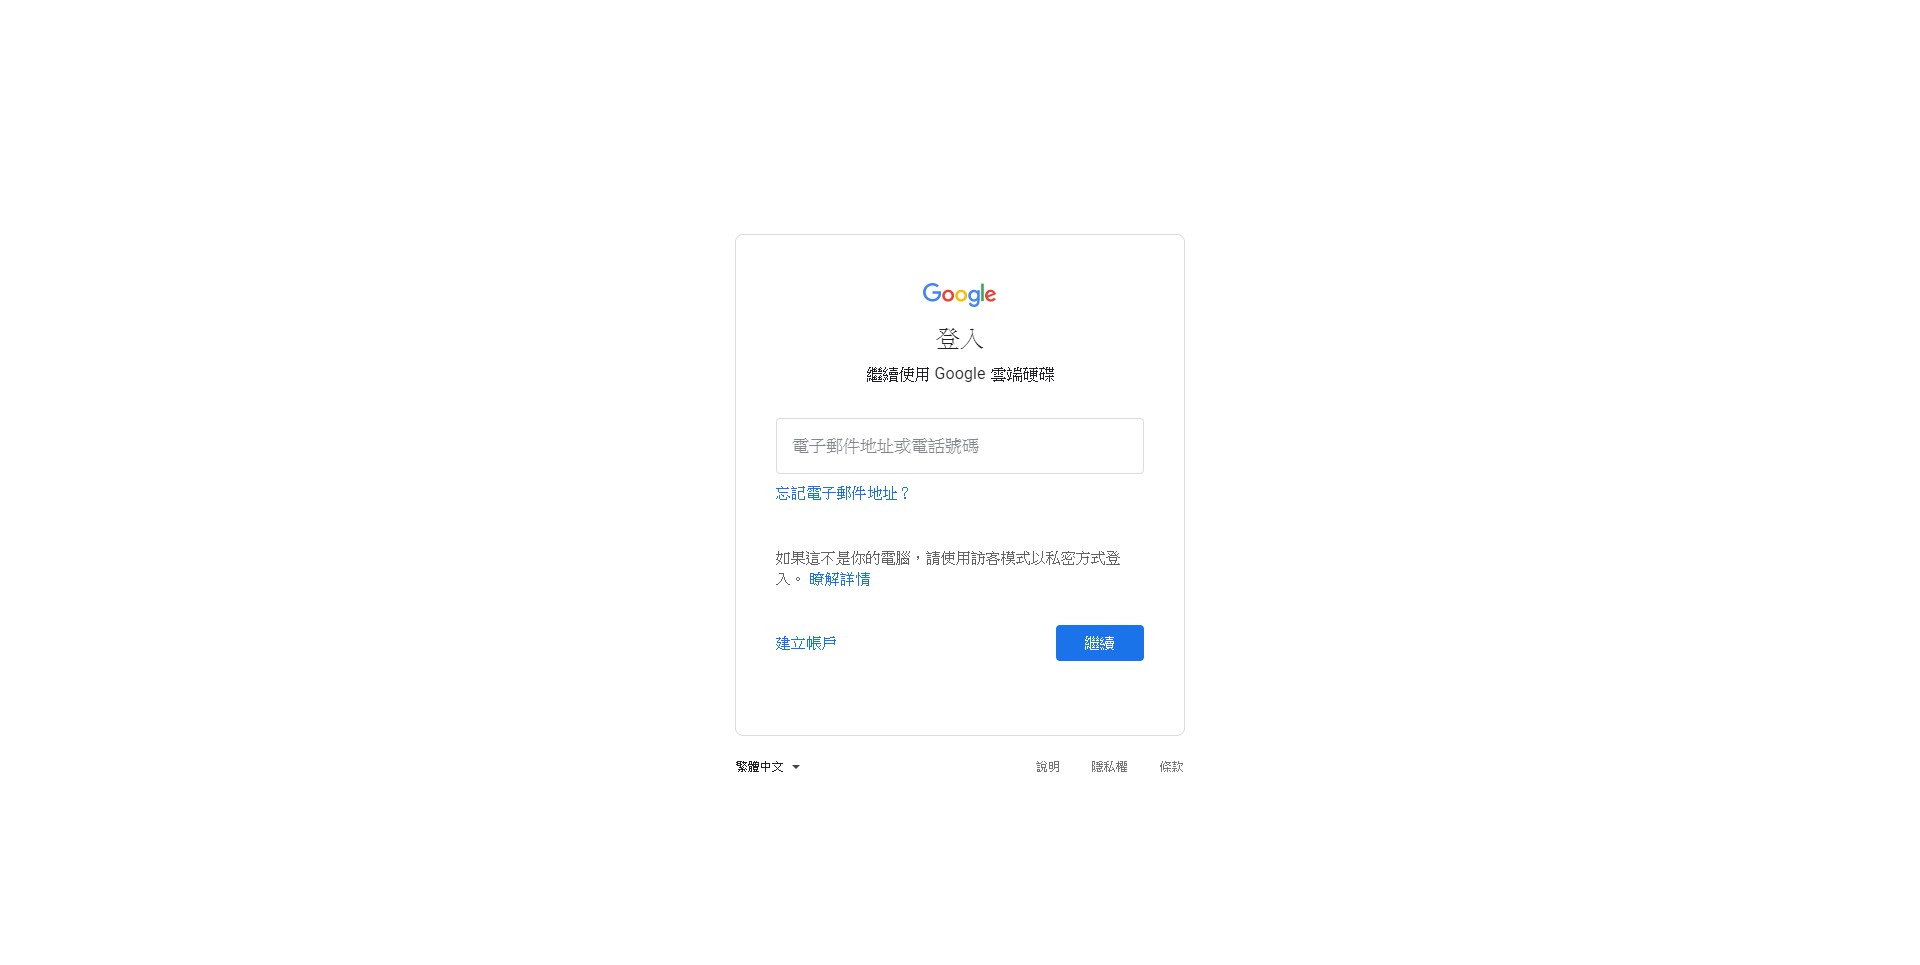 Google
登入
繼續使用 Google 雲端硬碟
電子郵件地址或電話號碼
忘記電子郵件地址？
如果這不是你的電腦，請使用訪客模式以私密方式登
入。 瞭解詳情
建立帳戶
繼續
繁體中文
說明
隱私權
條款